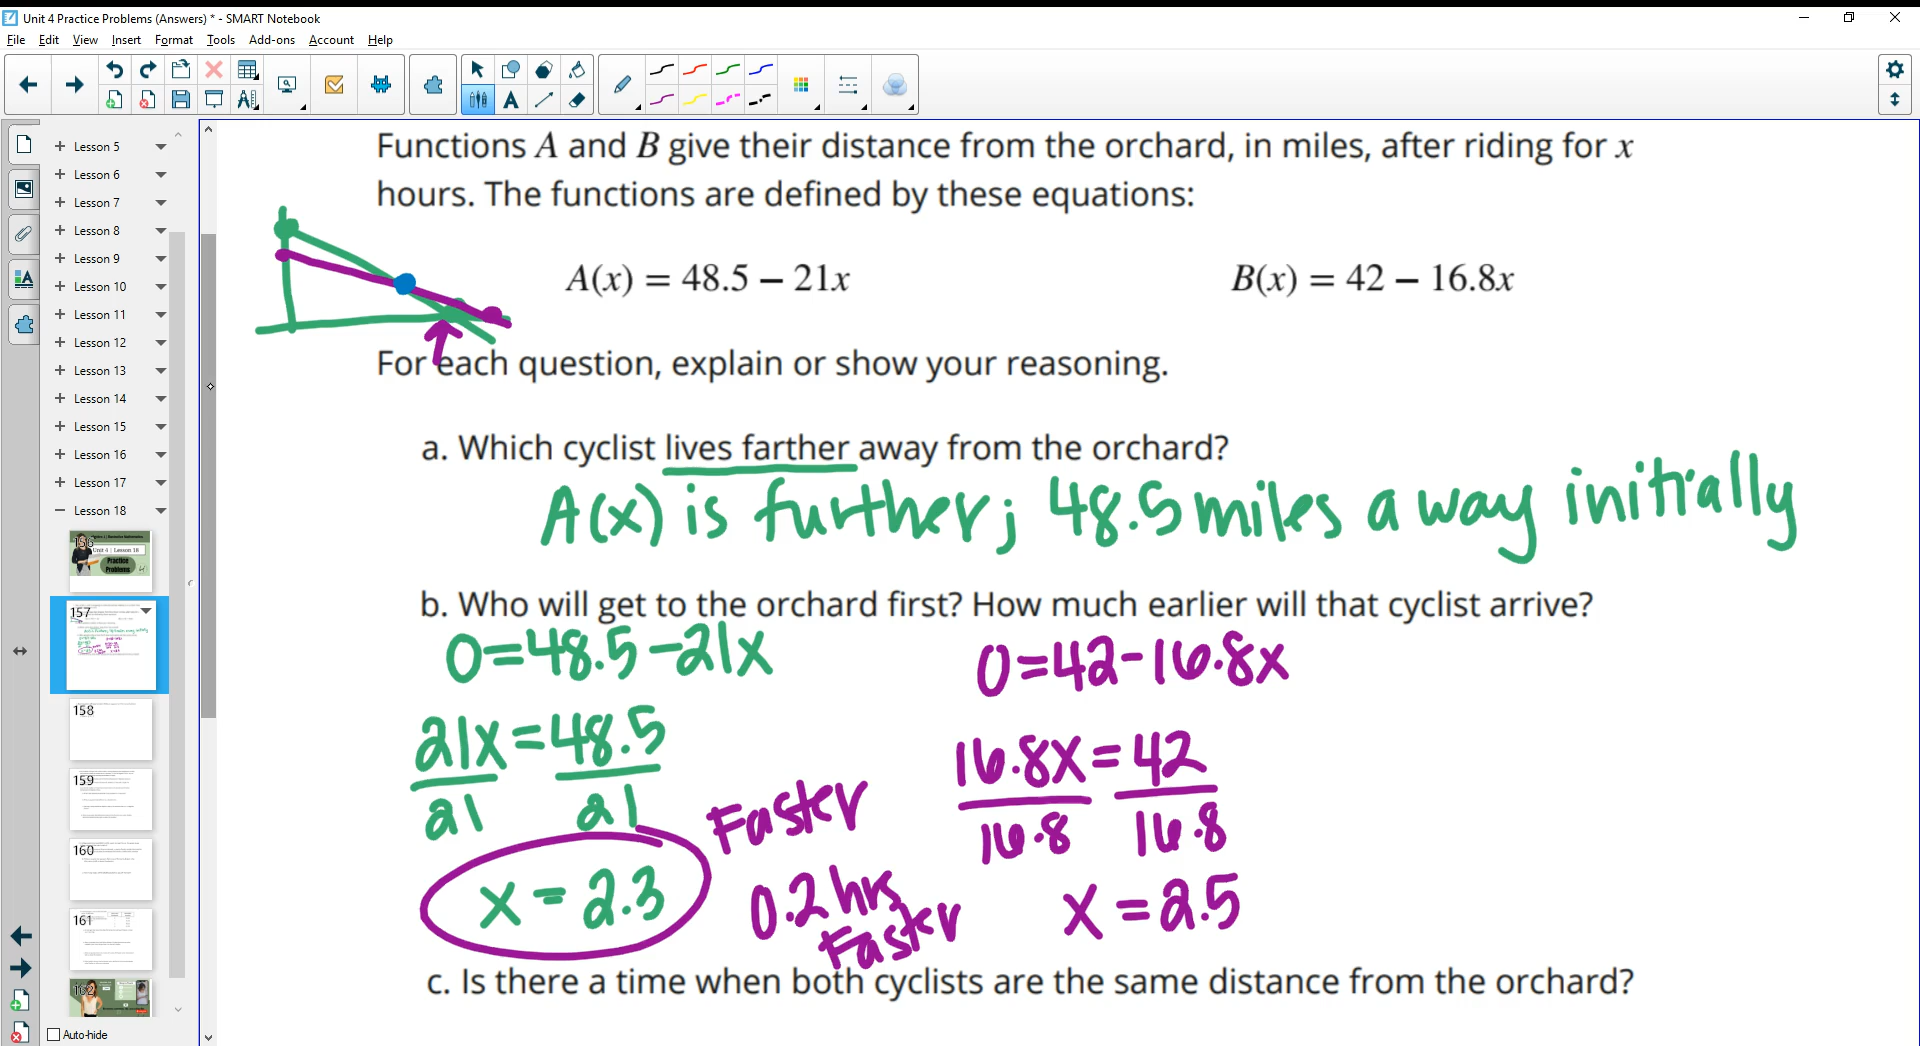 Unit 4 Practice Problems (Answers) * - SMART Notebook
File Edit View Insert Format Tools Add-ons Account Help
Lesson 5
Lesson 6
Lesson 7
Lesson 8
Lesson 9
Lesson 10
Lesson 11
Lesson 12
Lesson 13
Lesson 14
Lesson 15
Lesson 16
Lesson 17
Lesson 18
156
Unit 4 | Lesson 18
Practice
Problems
157
158
159
160
161
162
Auto-hide
Functions A and B give their distance from the orchard, in miles, after riding for x
hours. The functions are defined by these equations:
A(x) = 48.5 − 21x
B(x) = 42 − 16.8x
For each question, explain or show your reasoning.
a. Which cyclist lives farther away from the orchard?
A(x) is further; 48.5 miles away initially
b. Who will get to the orchard first? How much earlier will that cyclist arrive?
0=48.5-21x
0=42-16.8x
21x=48.5
21 21
16.8x=42
16.8 16.8
Faster
x = 2.3
0.2 hrs
Faster
x = 2.5
c. Is there a time when both cyclists are the same distance from the orchard?